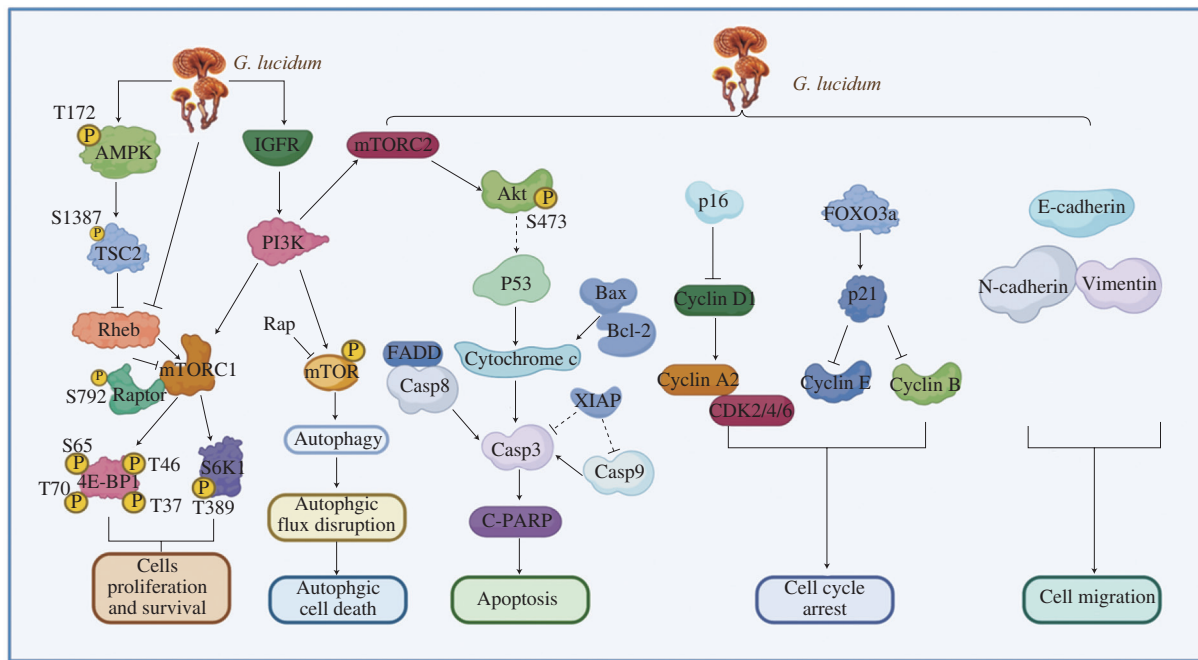 G. lucidum
G. lucidum
T172
P
AMPK
IGFR
mTORC2
Akt
P
S473
p16
FOXO3a
E-cadherin
S1387
P
TSC2
PI3K
P53
Bax
Bcl-2
Cyclin D1
p21
N-cadherin
Vimentin
Rheb
Rap
mTORC1
P
mTOR
FADD
Casp8
Cytochrome c
Cyclin A2
CDK2/4/6
Cyclin E
Cyclin B
P
S792
Raptor
XIAP
Autophagy
Casp3
Casp9
S65
P
P
T46
4E-BP1
T70
P
P
T37
S6K1
P
T389
Autophgic
flux disruption
C-PARP
Cells
proliferation
and survival
Autophgic
cell death
Apoptosis
Cell cycle
arrest
Cell migration